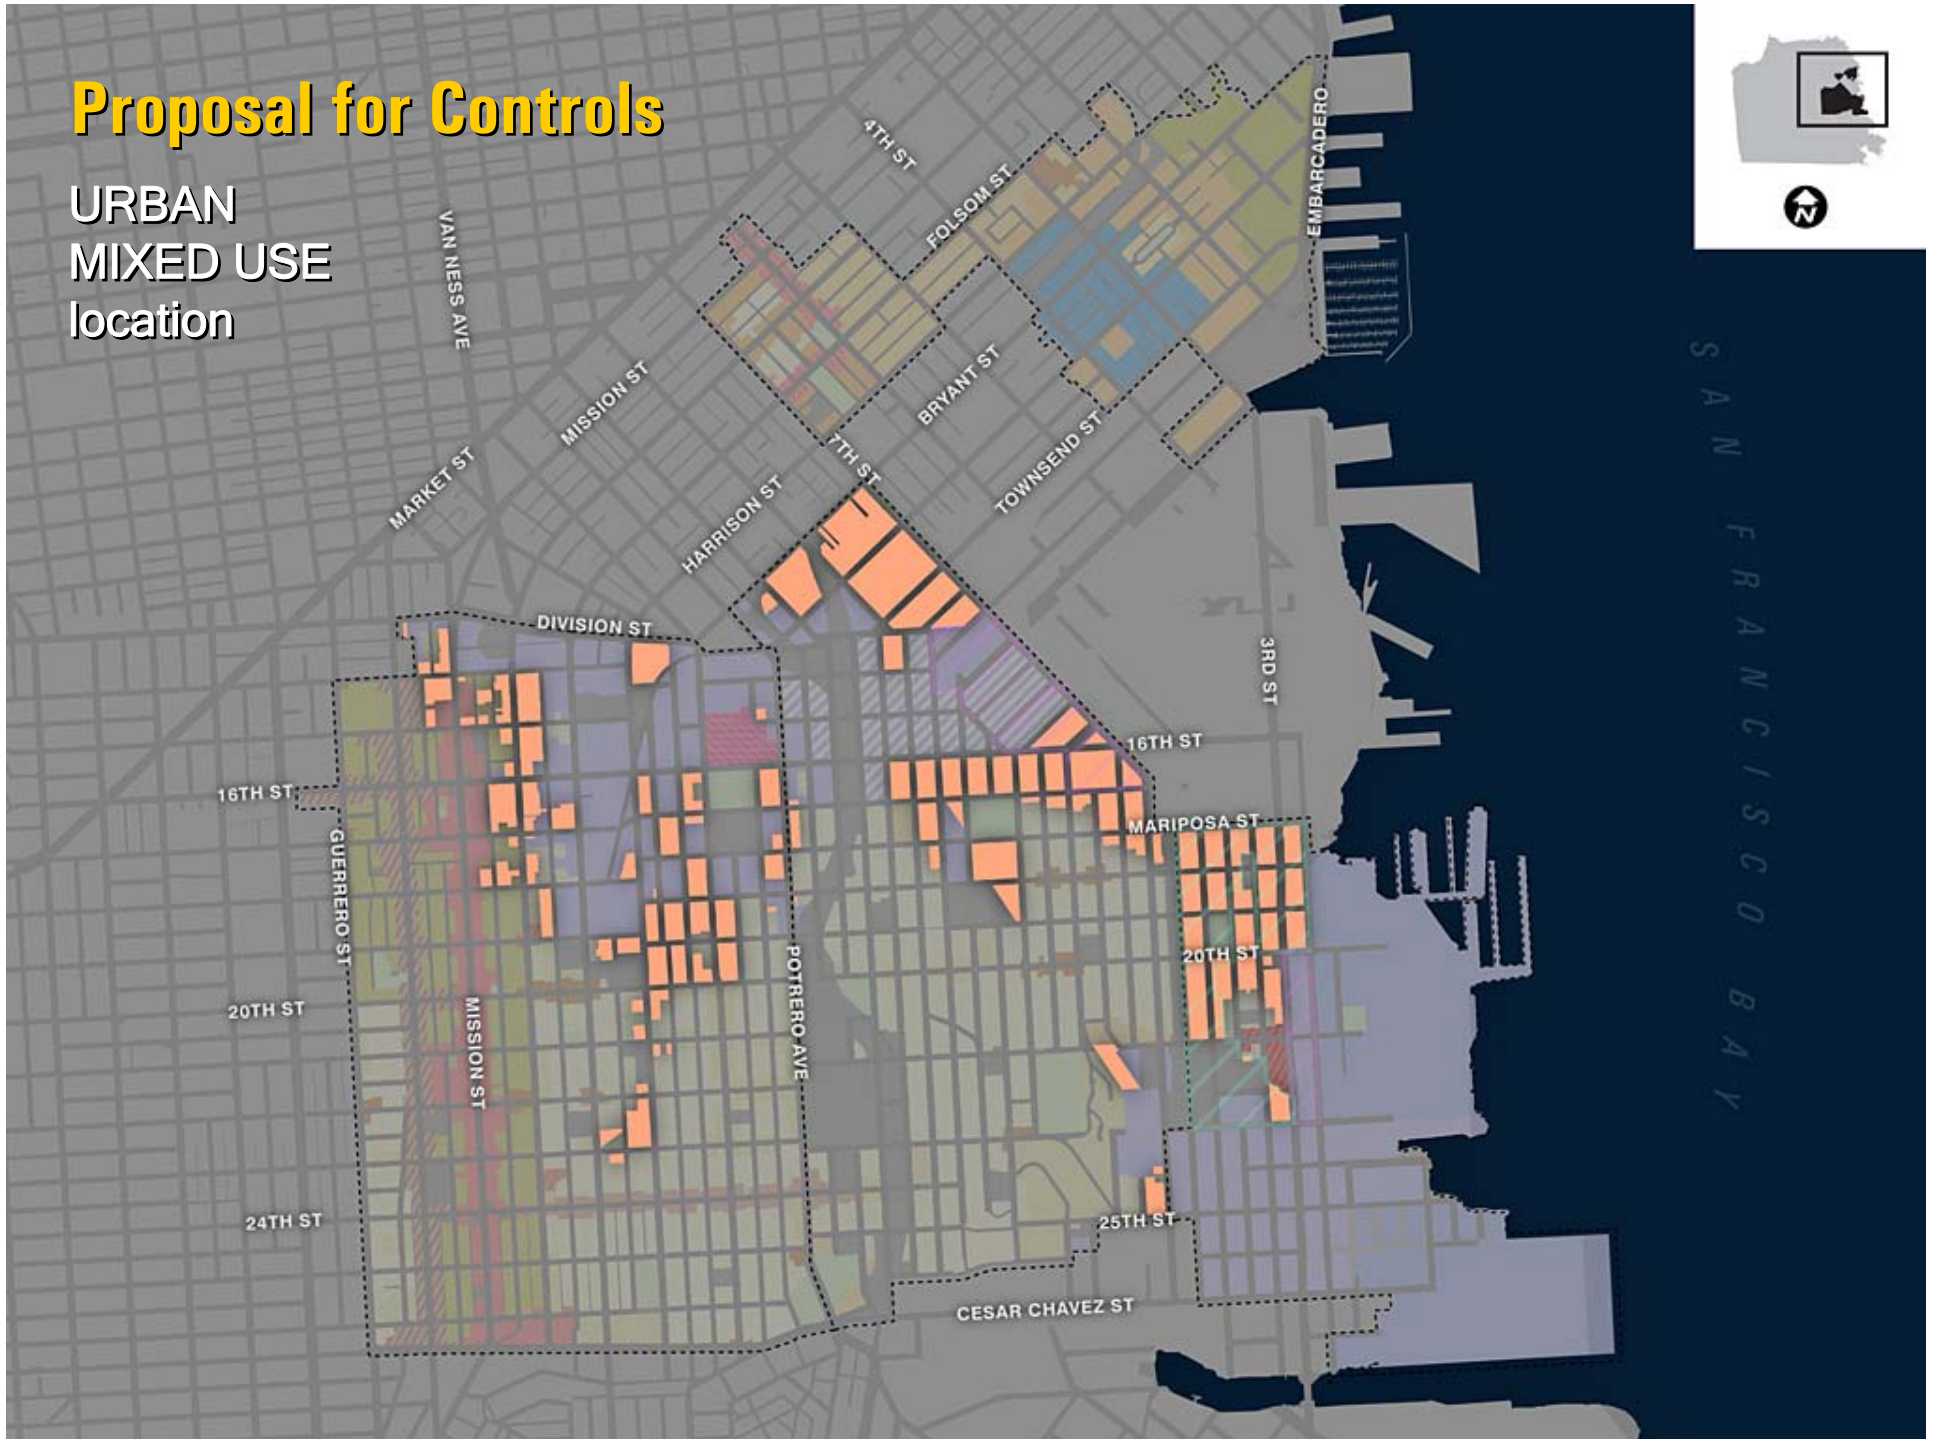 Proposal for Controls
URBAN
MIXED USE
location
N
4TH ST
FOLSOM ST
EMBARCADERO
VAN NESS AVE
MISSION ST
BRYANT ST
MARKET ST
HARRISON ST
7TH ST
TOWNSEND ST
SAN FRANCISCO BAY
DIVISION ST
3RD ST
16TH ST
16TH ST
MARIPOSA ST
GUERRERO ST
POTRERO AVE
20TH ST
20TH ST
MISSION ST
24TH ST
25TH ST
CESAR CHAVEZ ST